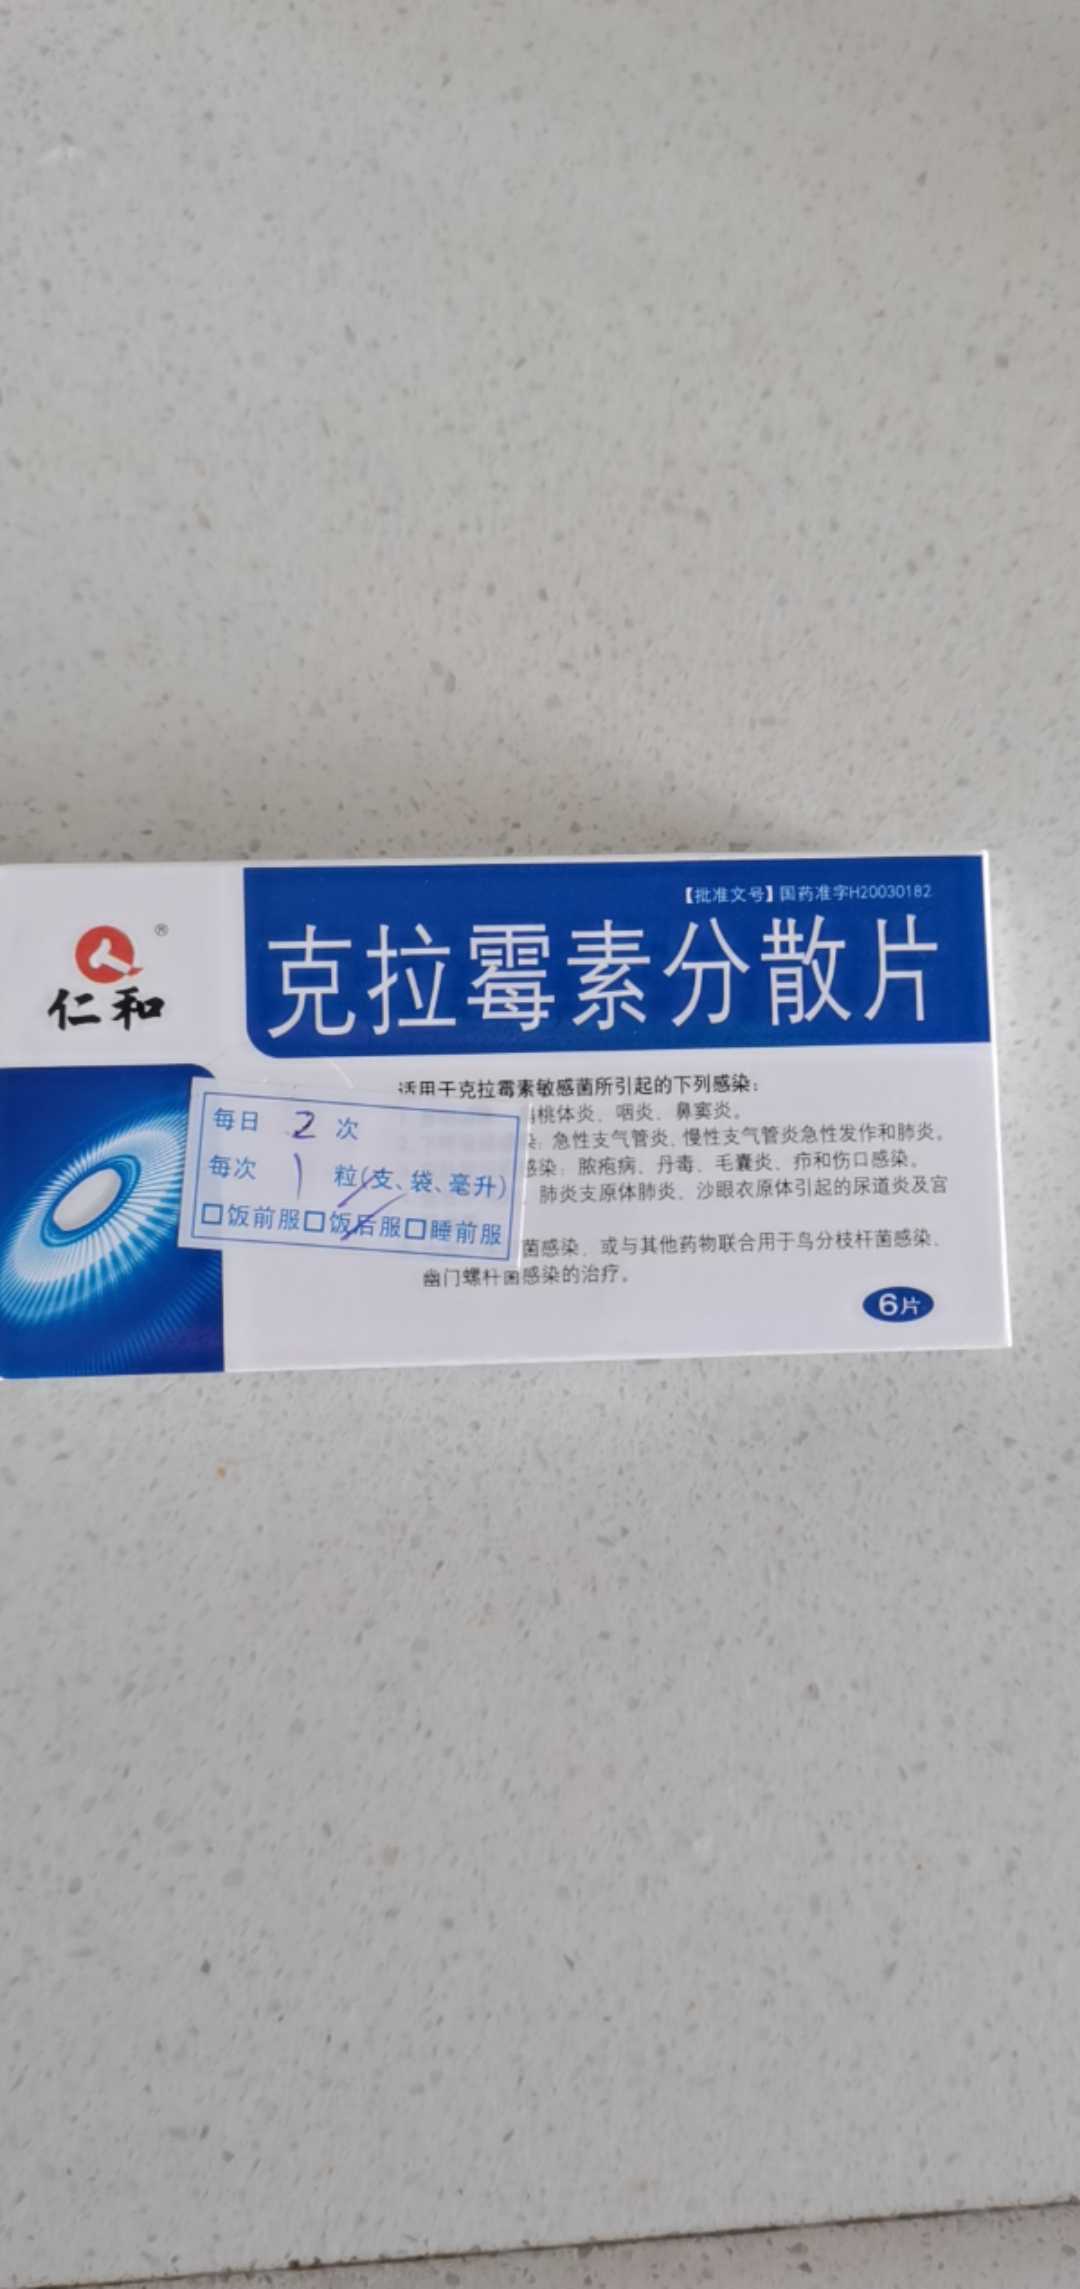 【批准文号】国药准字H20030182
克拉霉素分散片
®
仁和
适用于克拉霉素敏感菌所引起的下列感染：
桃体炎、咽炎、鼻窦炎。
急性支气管炎、慢性支气管炎急性发作和肺炎。
感染：脓疱病、丹毒、毛囊炎、疖和伤口感染。
肺炎支原体肺炎、沙眼衣原体引起的尿道炎及宫
菌感染、或与其他药物联合用于鸟分枝杆菌感染、
幽门螺杆菌感染的治疗。
每日 2 次
每次 1 粒(支、袋、毫升)
□饭前服□饭后服□睡前服
6片